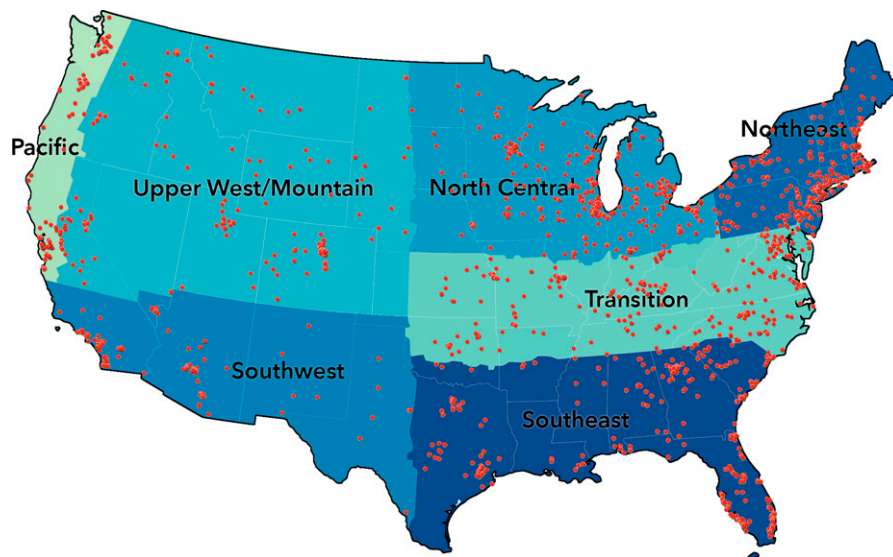 Northeast
Pacific
Upper West/Mountain
North Central
Transition
Southwest
Southeast